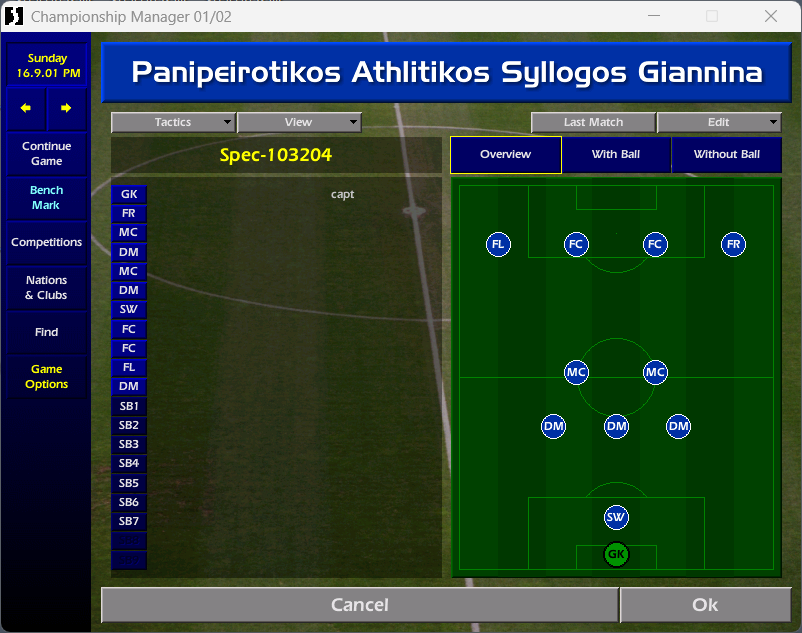 Championship Manager 01/02
Sunday
16.9.01 PM
Continue
Game
Bench
Mark
Competitions
Nations
& Clubs
Find
Game
Options
Panipeirotikos Athlitikos Syllogos Giannina
Tactics View Last Match Edit
Spec-103204
Overview With Ball Without Ball
GK capt
FR
MC
DM
MC
DM
SW
FC
FC
FL
DM
SB1
SB2
SB3
SB4
SB5
SB6
SB7
FL FC FC FR
MC MC
DM DM DM
SW
GK
Cancel Ok